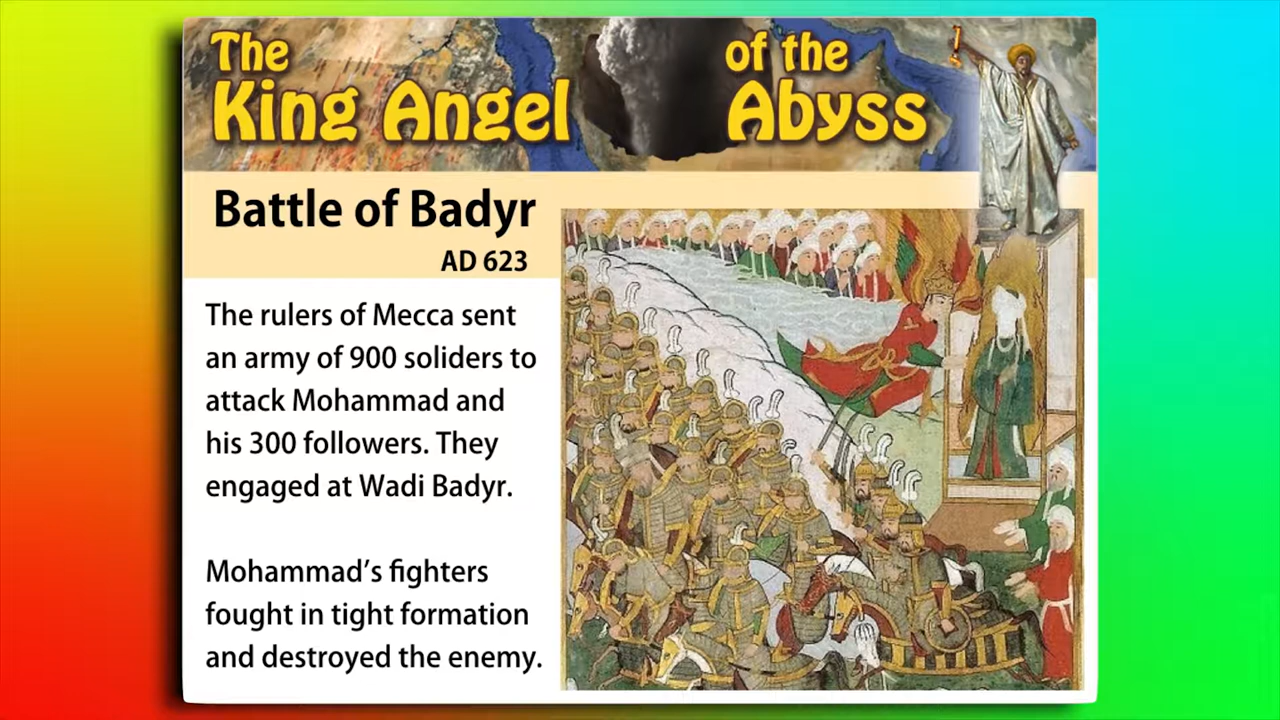 The King Angel of the Abyss
Battle of Badyr
AD 623
The rulers of Mecca sent
an army of 900 soliders to
attack Mohammad and
his 300 followers. They
engaged at Wadi Badyr.
Mohammad’s fighters
fought in tight formation
and destroyed the enemy.